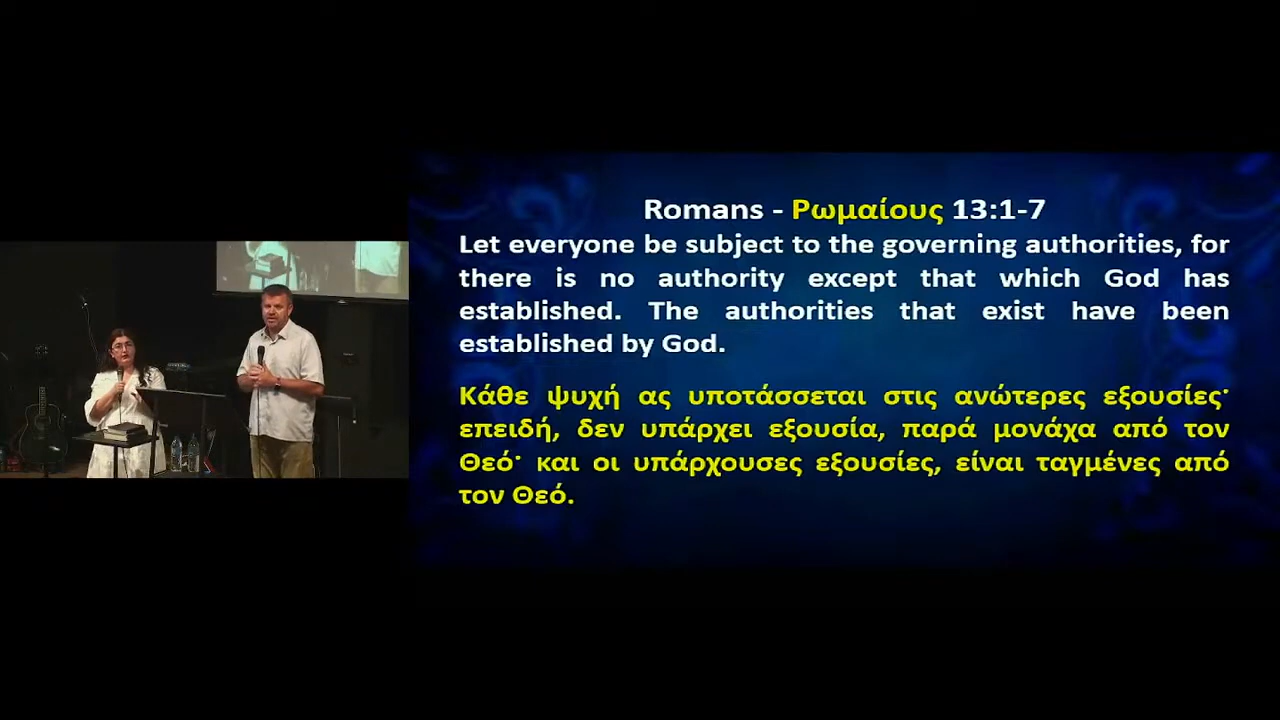 Romans - Ρωμαίους 13:1-7
Let everyone be subject to the governing authorities, for
there is no authority except that which God has
established. The authorities that exist have been
established by God.
Κάθε ψυχή ας υποτάσσεται στις ανώτερες εξουσίες·
επειδή, δεν υπάρχει εξουσία, παρά μονάχα από τον
Θεό· και οι υπάρχουσες εξουσίες, είναι ταγμένες από
τον Θεό.